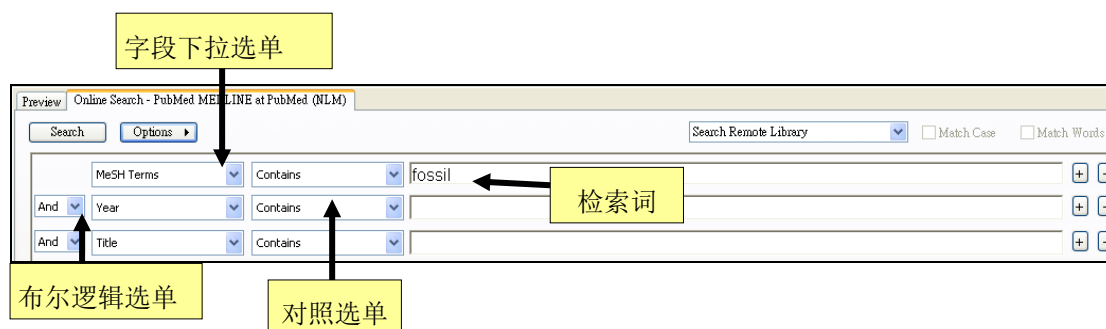 字段下拉选单
Preview Online Search - PubMed MEDLINE at PubMed (NLM)
Search Options Search Remote Library Match Case Match Words
MeSH Terms Contains fossil
检索词
And Year Contains
And Title Contains
布尔逻辑选单
对照选单